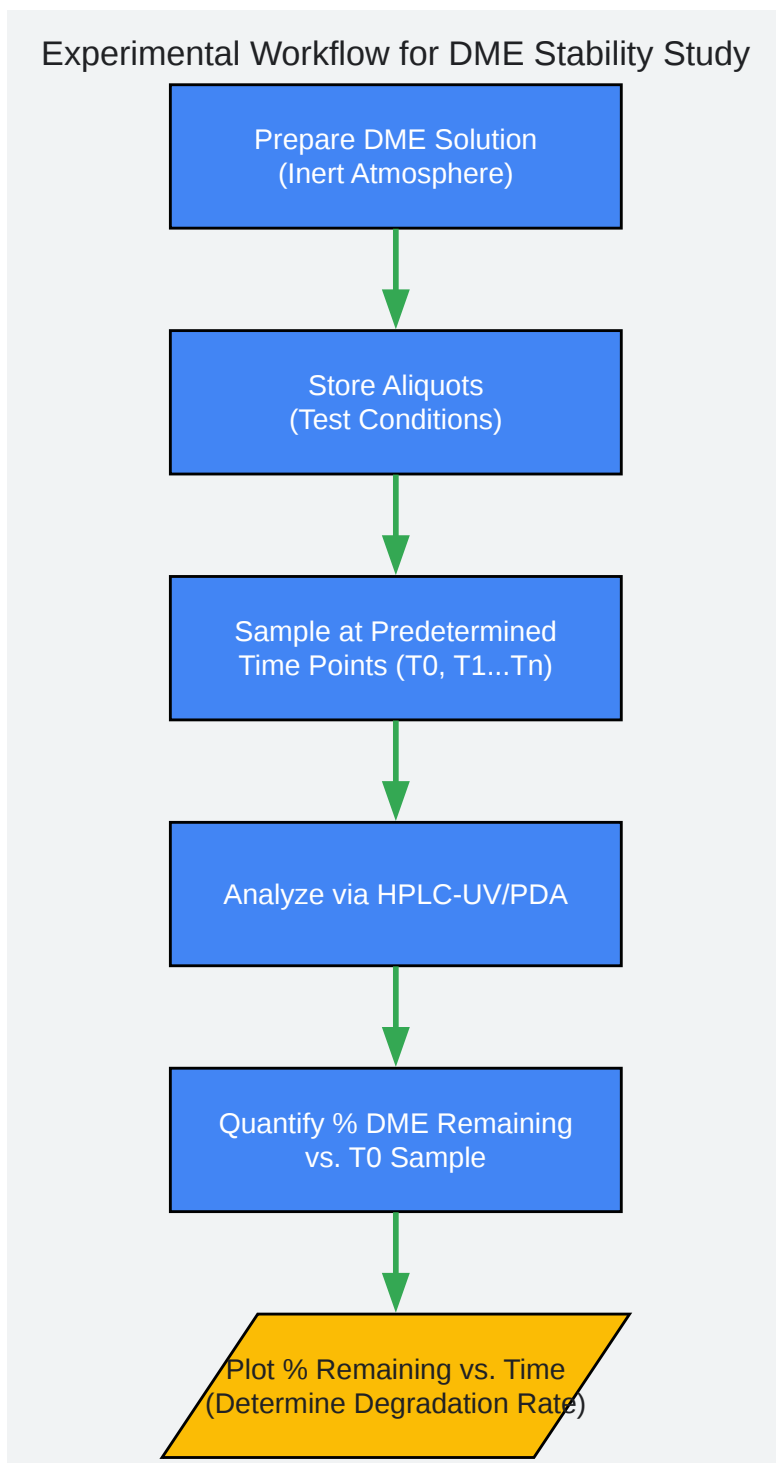 Experimental Workflow for DME Stability Study
Prepare DME Solution
(Inert Atmosphere)
Store Aliquots
(Test Conditions)
Sample at Predetermined
Time Points (T0, T1...Tn)
Analyze via HPLC-UV/PDA
Quantify % DME Remaining
vs. T0 Sample
Plot % Remaining vs. Time
(Determine Degradation Rate)